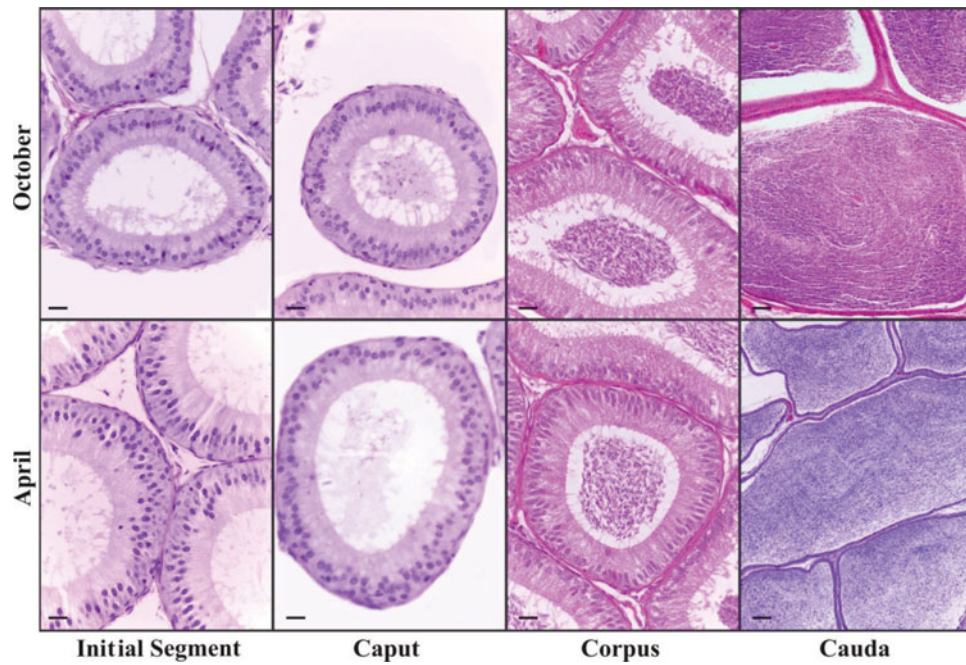 October
April
Initial Segment
Caput
Corpus
Cauda